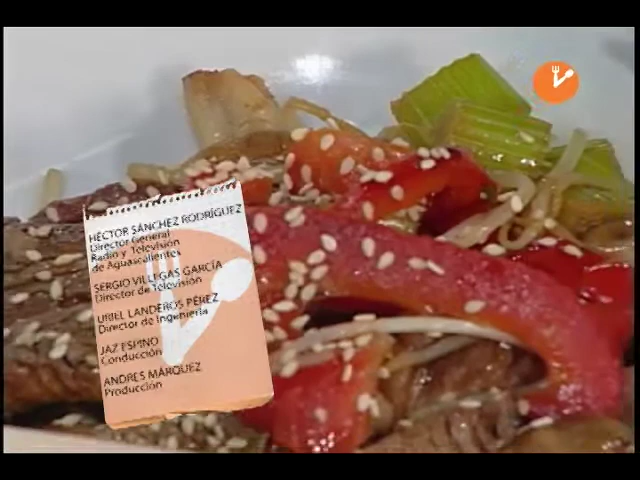 HÉCTOR SÁNCHEZ RODRÍGUEZ
Director General
Radio y Televisión
de Aguascalientes
SERGIO VILLEGAS GARCÍA
Director de Televisión
URIEL LANDEROS PÉREZ
Director de Ingeniería
JAZ ESPINO
Conducción
ANDRES MÁRQUEZ
Producción